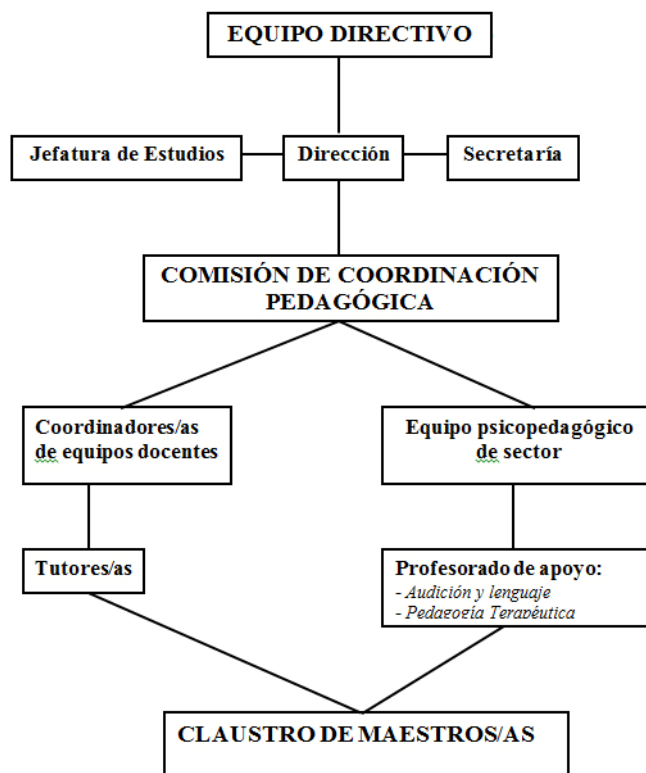 EQUIPO DIRECTIVO
Jefatura de Estudios
Dirección
Secretaría
COMISIÓN DE COORDINACIÓN
PEDAGÓGICA
Coordinadores/as
de equipos docentes
Equipo psicopedagógico
de sector
Tutores/as
Profesorado de apoyo:
- Audición y lenguaje
- Pedagogía Terapéutica
CLAUSTRO DE MAESTROS/AS